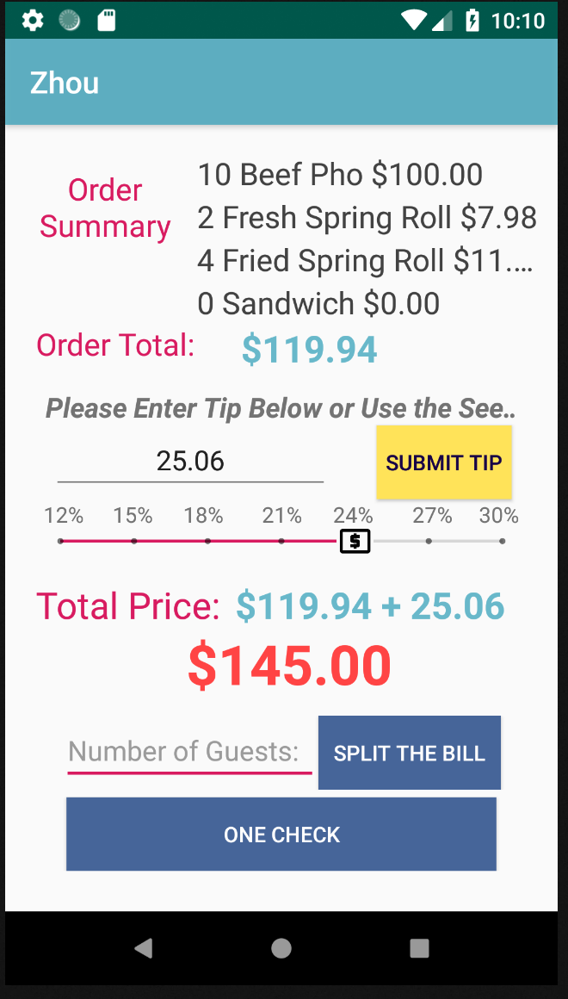 10:10
Zhou
Order
Summary
10 Beef Pho $100.00
2 Fresh Spring Roll $7.98
4 Fried Spring Roll $11.…
0 Sandwich $0.00
Order Total: $119.94
Please Enter Tip Below or Use the See..
25.06 SUBMIT TIP
12% 15% 18% 21% 24% 27% 30%
$
Total Price: $119.94 + 25.06
$145.00
Number of Guests: SPLIT THE BILL
ONE CHECK